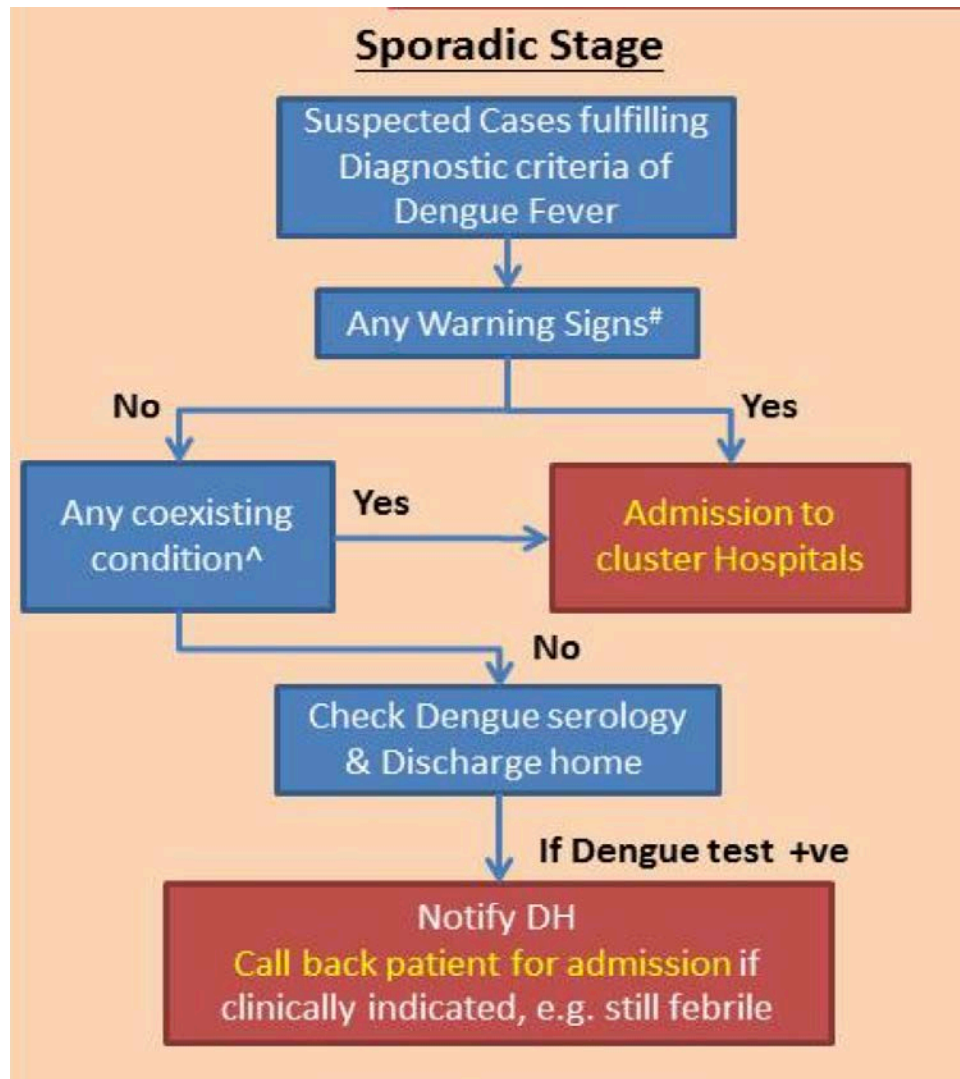 Sporadic Stage
Suspected Cases fulfilling
Diagnostic criteria of
Dengue Fever
Any Warning Signs#
No
Yes
Any coexisting
condition^
Yes
Admission to
cluster Hospitals
No
Check Dengue serology
& Discharge home
If Dengue test +ve
Notify DH
Call back patient for admission if
clinically indicated, e.g. still febrile